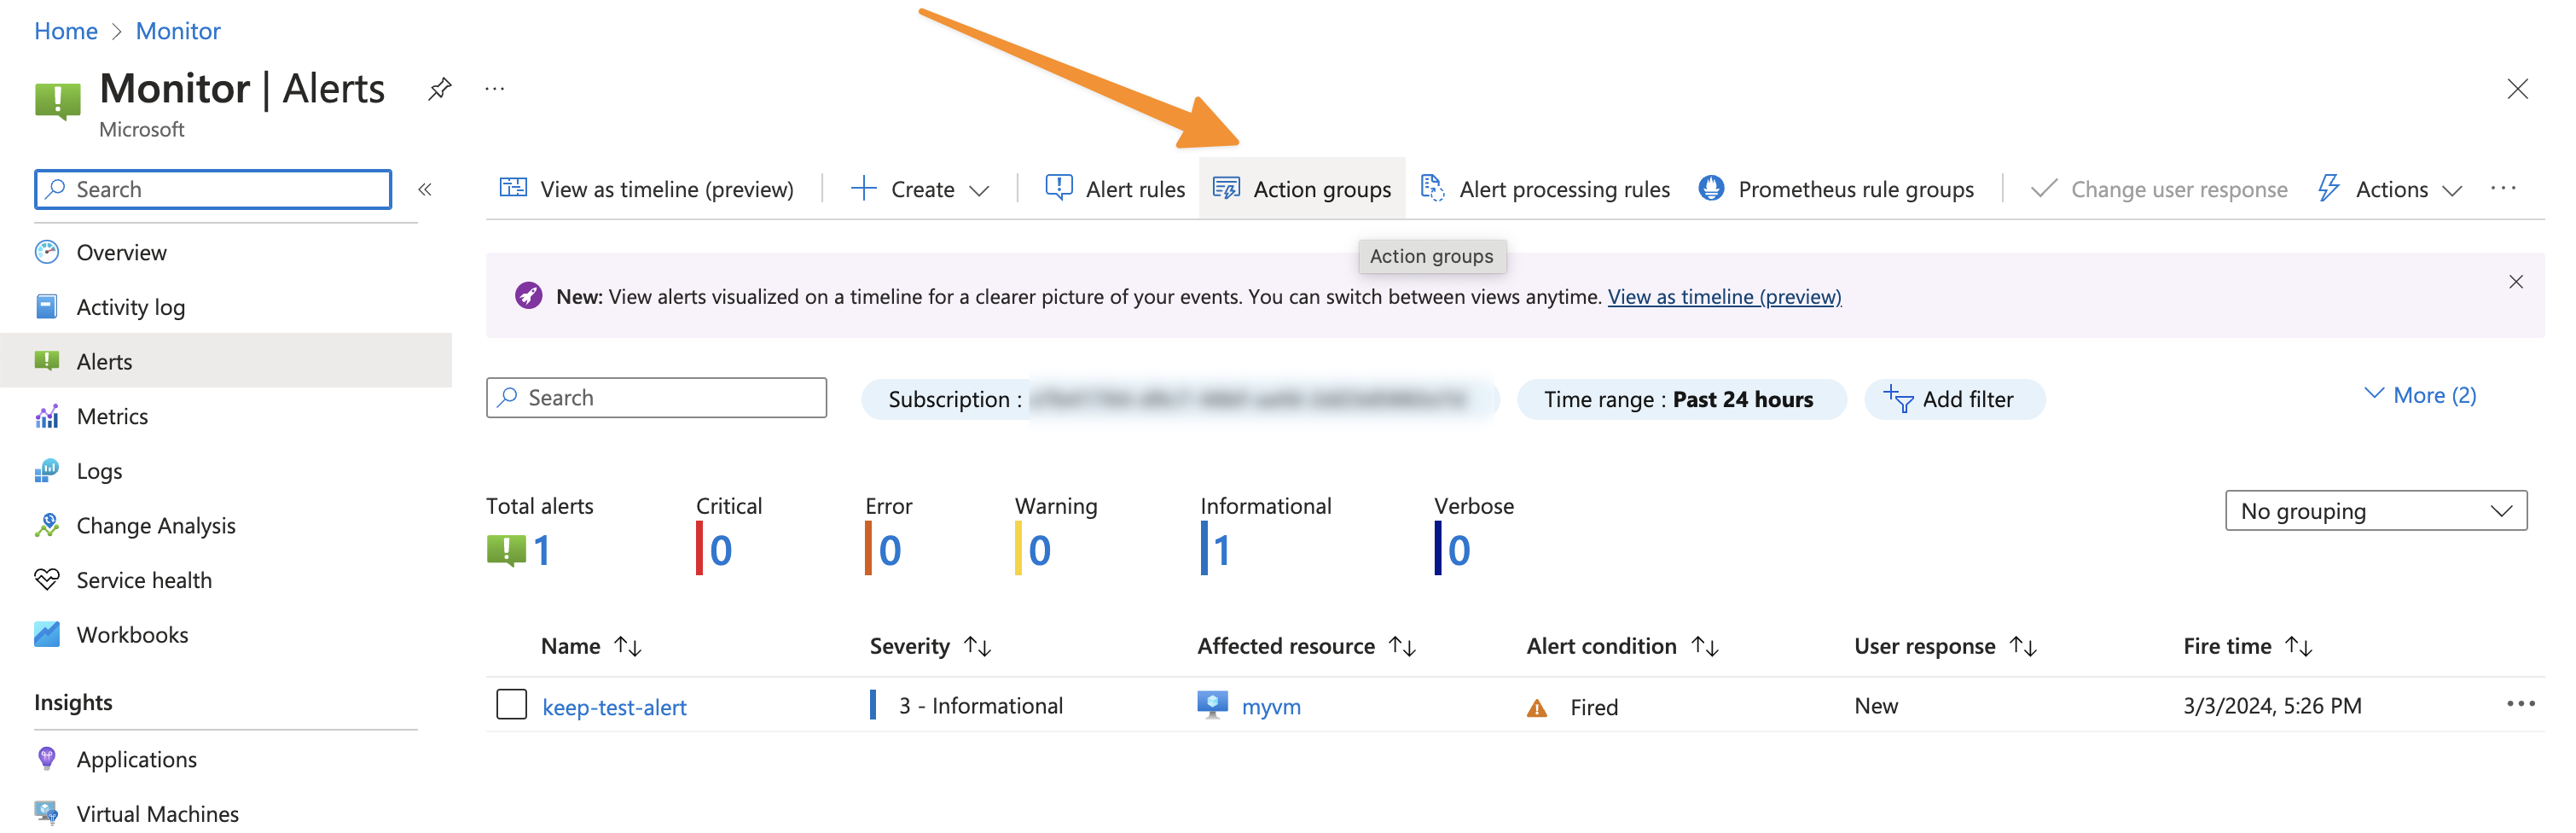 Home > Monitor
Monitor | Alerts
Microsoft
Search
Overview
Activity log
Alerts
Metrics
Logs
Change Analysis
Service health
Workbooks
Insights
Applications
Virtual Machines
View as timeline (preview) Create Alert rules Action groups Alert processing rules Prometheus rule groups Change user response Actions
Action groups
New: View alerts visualized on a timeline for a clearer picture of your events. You can switch between views anytime. View as timeline (preview)
Search Subscription : Time range : Past 24 hours Add filter More (2)
Total alerts Critical Error Warning Informational Verbose
1 0 0 0 1 0
No grouping
Name Severity Affected resource Alert condition User response Fire time
keep-test-alert 3 - Informational myvm Fired New 3/3/2024, 5:26 PM